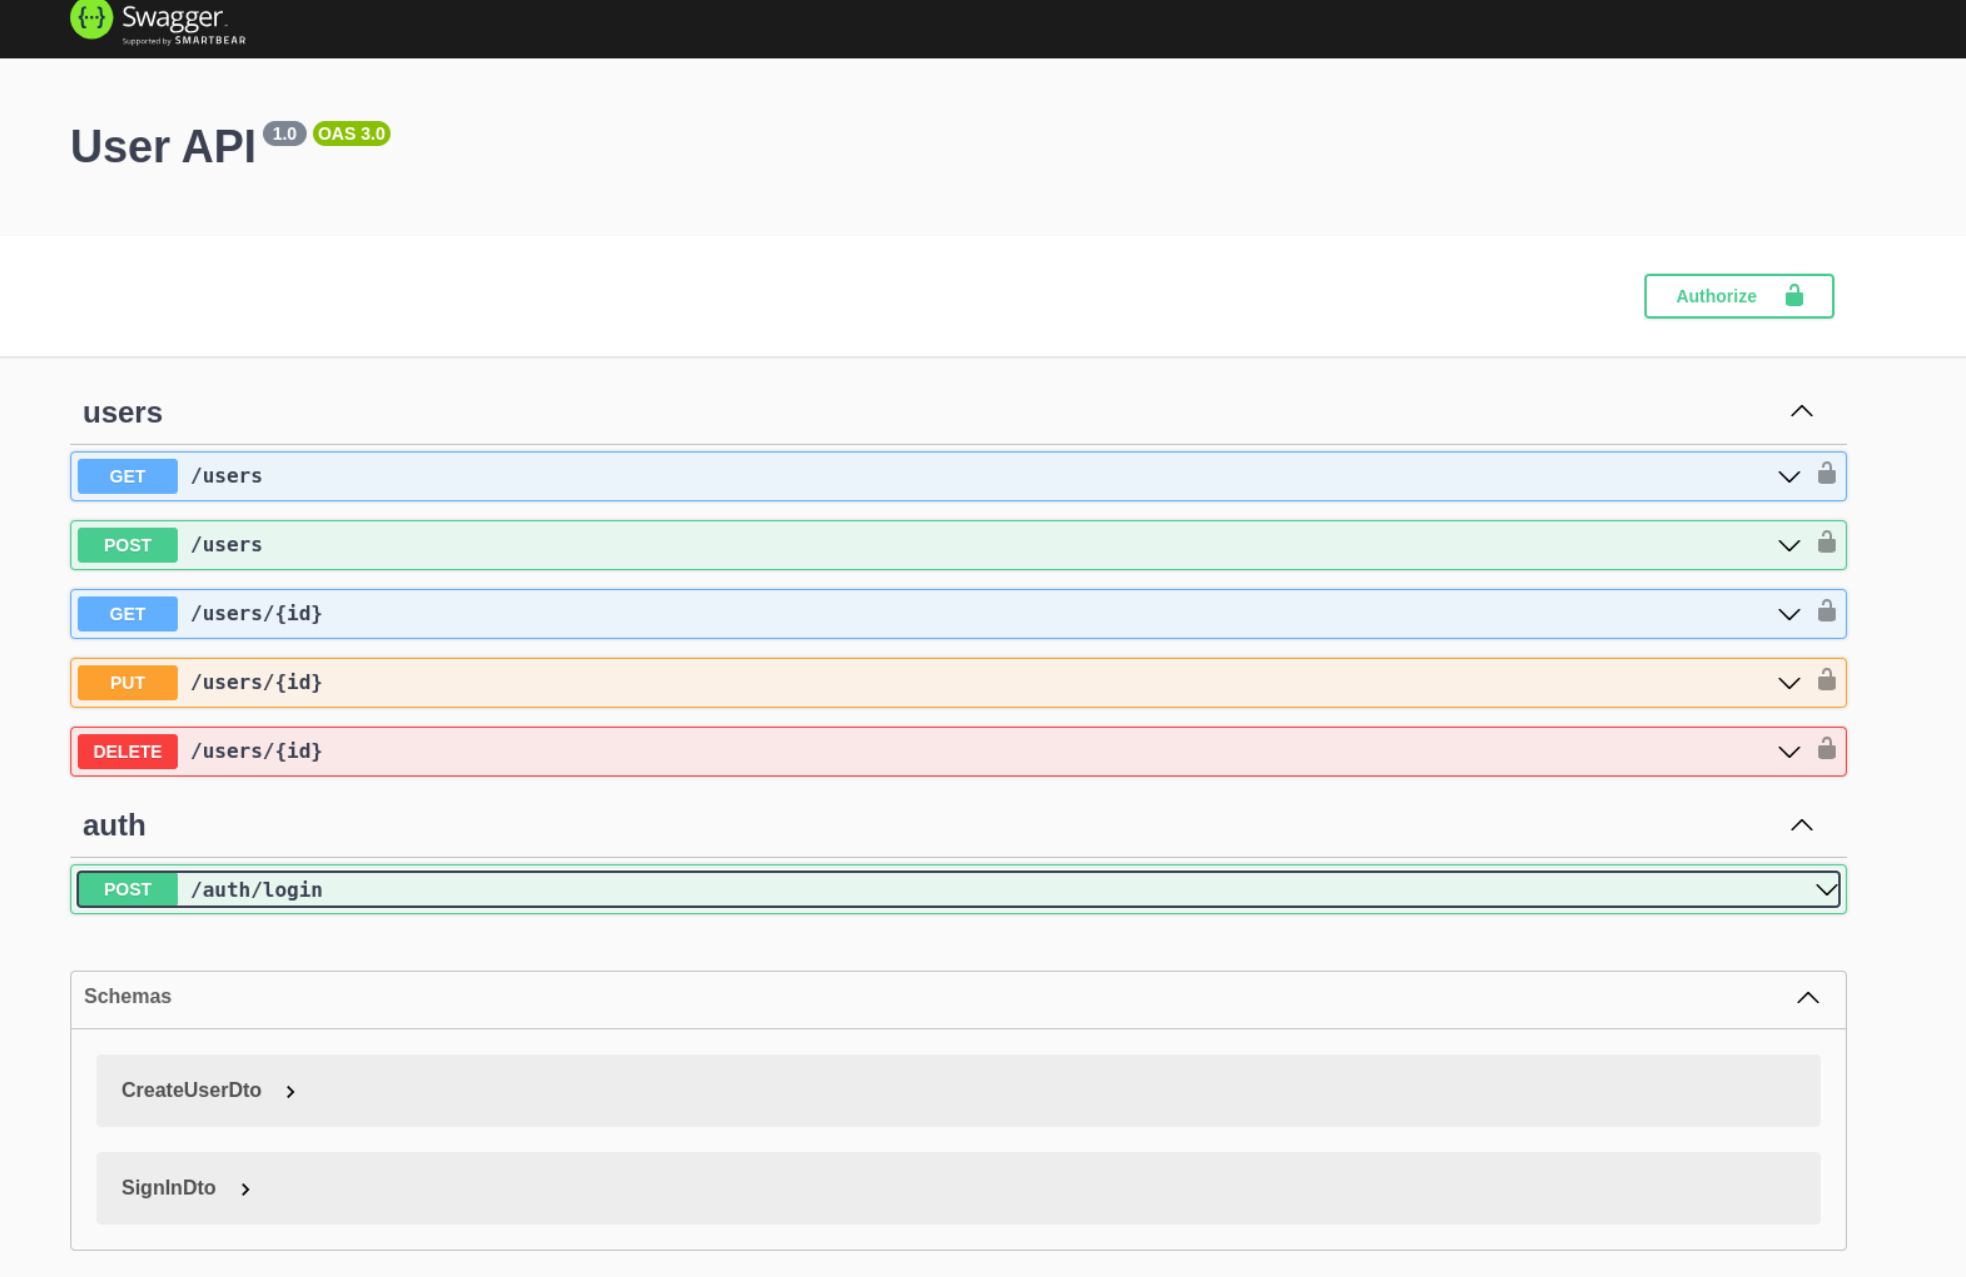 Swagger
Supported by SMARTBEAR
User API 1.0 OAS 3.0
Authorize
users
GET /users
POST /users
GET /users/{id}
PUT /users/{id}
DELETE /users/{id}
auth
POST /auth/login
Schemas
CreateUserDto
SignInDto